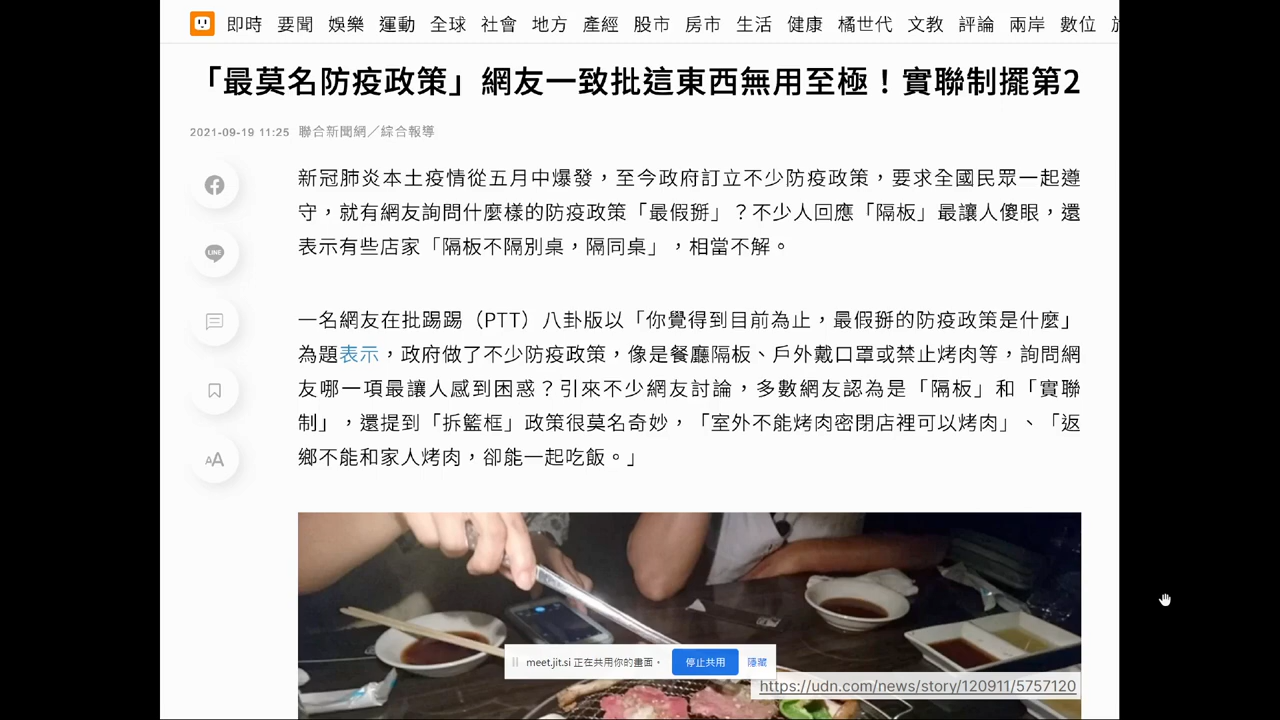 即時 要聞 娛樂 運動 全球 社會 地方 產經 股市 房市 生活 健康 橘世代 文教 評論 兩岸 數位
「最莫名防疫政策」網友一致批這東西無用至極！實聯制擺第2
2021-09-19 11:25 聯合新聞網／綜合報導
新冠肺炎本土疫情從五月中爆發，至今政府訂立不少防疫政策，要求全國民眾一起遵
守，就有網友詢問什麼樣的防疫政策「最假掰」？不少人回應「隔板」最讓人傻眼，還
表示有些店家「隔板不隔別桌，隔同桌」，相當不解。
LINE
一名網友在批踢踢（PTT）八卦版以「你覺得到目前為止，最假掰的防疫政策是什麼」
為題表示，政府做了不少防疫政策，像是餐廳隔板、戶外戴口罩或禁止烤肉等，詢問網
友哪一項最讓人感到困惑？引來不少網友討論，多數網友認為是「隔板」和「實聯
制」，還提到「拆籃框」政策很莫名奇妙，「室外不能烤肉密閉店裡可以烤肉」、「返
鄉不能和家人烤肉，卻能一起吃飯。」
AA
meet.jit.si 正在共用你的畫面。 停止共用 隱藏
https://udn.com/news/story/120911/5757120